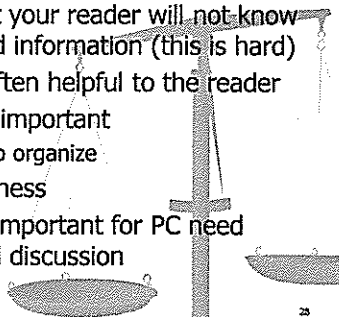 t your reader will not know
d information (this is hard)
ften helpful to the reader
important
o organize
ness
mportant for PC need
discussion